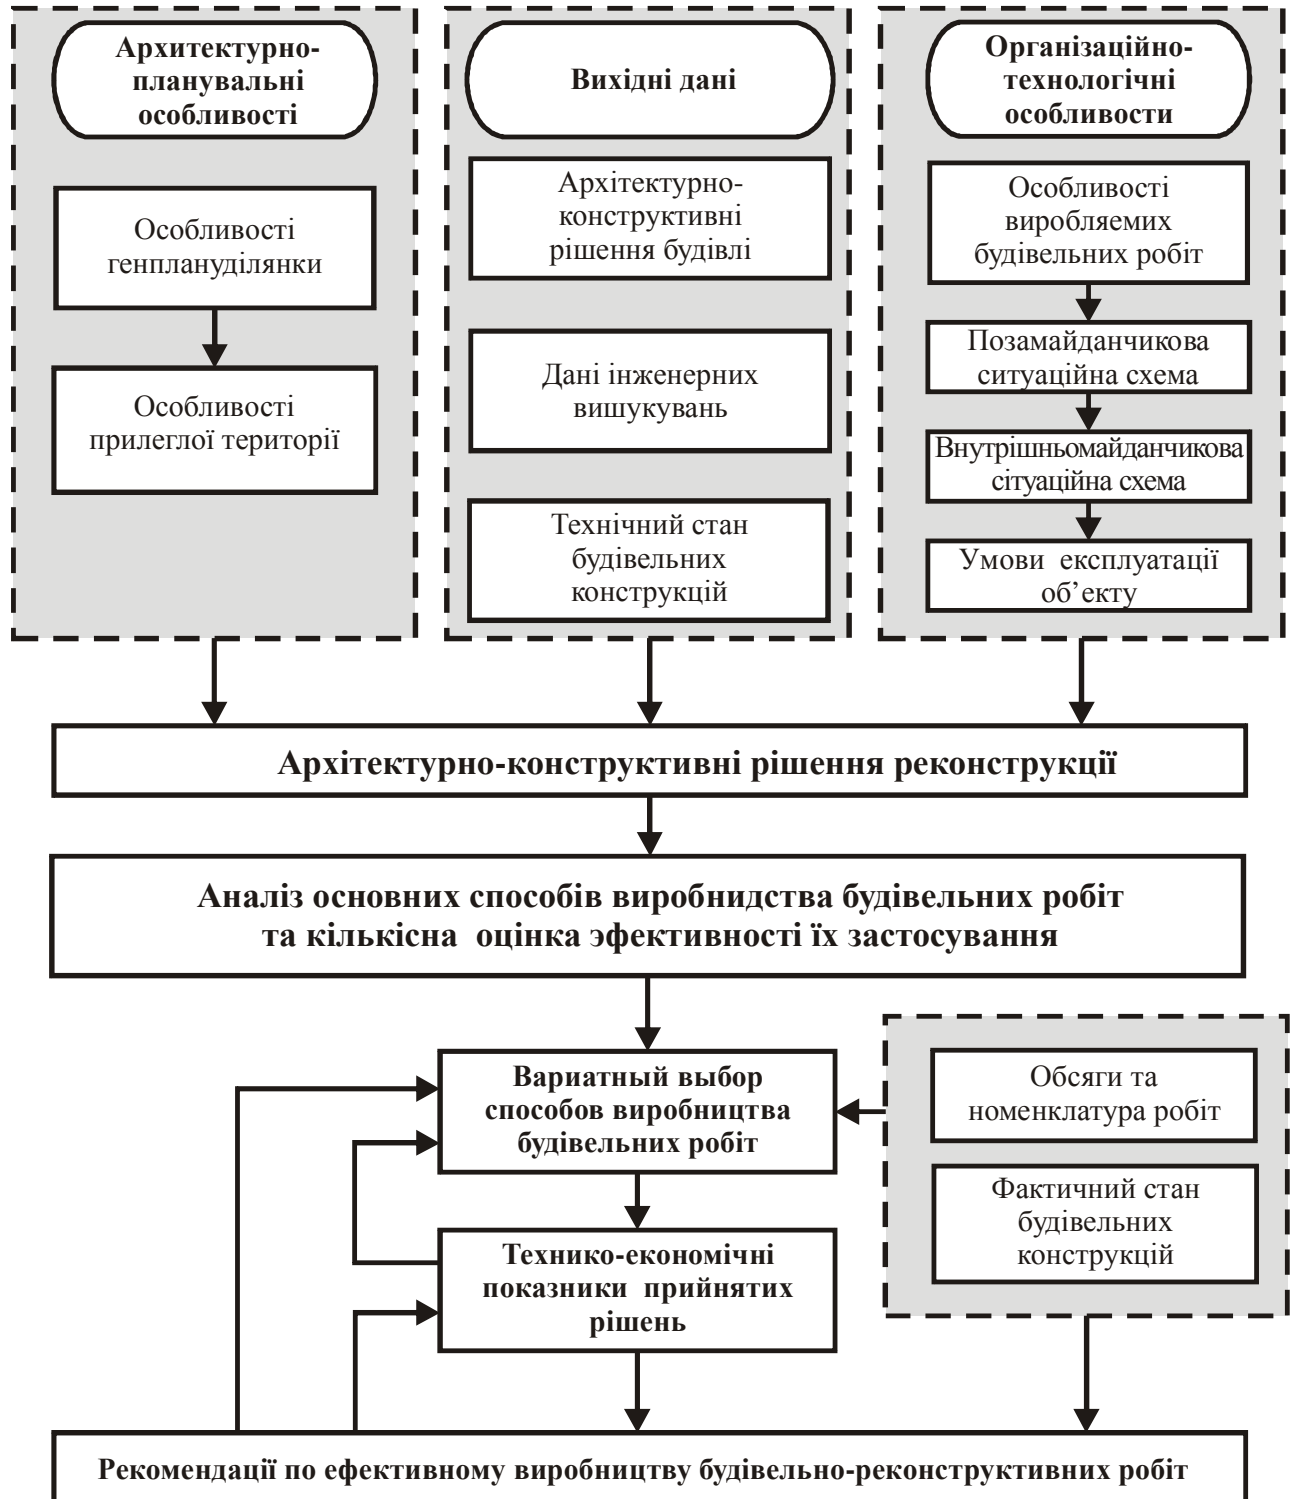 Архитектурно-
планувальні
особливості
Особливості
генплануділянки
Особливості
прилеглої території
Вихідні дані
Архітектурно-
конструктивні
рішення будівлі
Дані інженерних
вишукувань
Технічний стан
будівельних
конструкцій
Організаційно-
технологічні
особливости
Особливості
виробляемих
будівельних робіт
Позамайданчикова
ситуаційна схема
Внутрішньомайданчикова
сітуаційна схема
Умови експлуатації
об’екту
Архітектурно-конструктивні рішення реконструкції
Аналіз основних способів виробнидства будівельних робіт
та кількісна оцінка эфективності їх застосування
Вариатный выбор
способов виробництва
будівельних робіт
Обсяги та
номенклатура робіт
Фактичний стан
будівельних
конструкцій
Технико-економічні
показники прийнятих
рішень
Рекомендації по ефективному виробництву будівельно-реконструктивних робіт